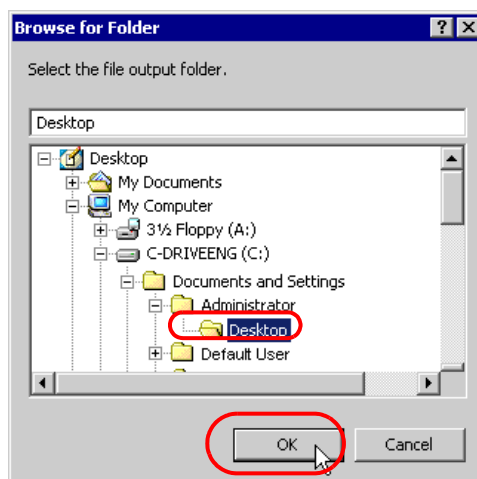 Browse for Folder
Select the file output folder.
Desktop
Desktop
My Documents
My Computer
3½ Floppy (A:)
C-DRIVEENG (C:)
Documents and Settings
Administrator
Desktop
Default User
OK Cancel